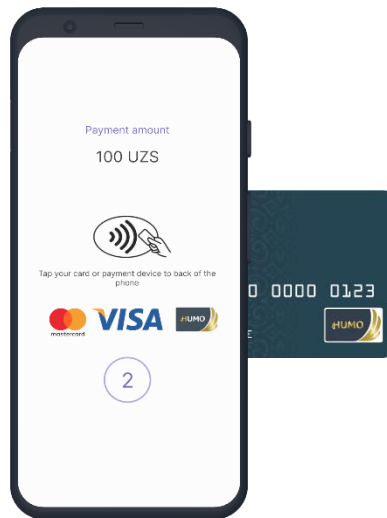 Payment amount
100 UZS
Tap your card or payment device to back of the
phone
mastercard
VISA
HUMO
2
0 0000 0123
E
HUMO